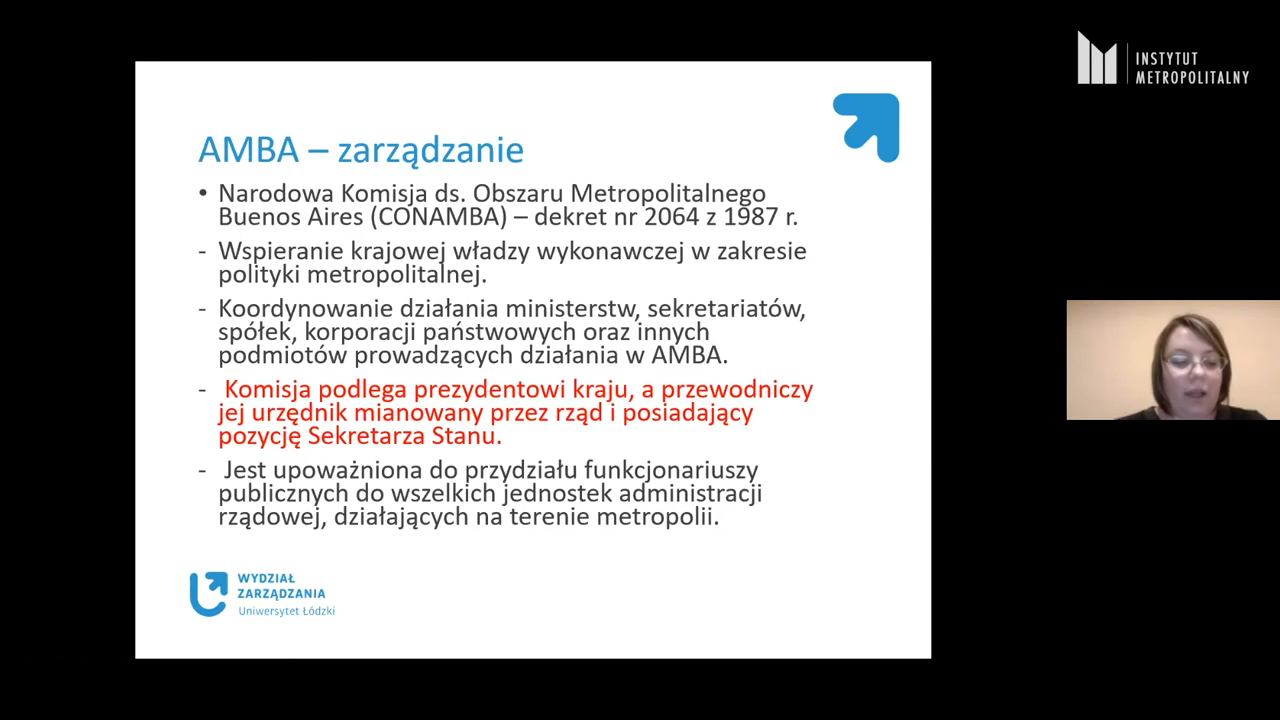 INSTYTUT
METROPOLITALNY
AMBA – zarządzanie
• Narodowa Komisja ds. Obszaru Metropolitalnego
Buenos Aires (CONAMBA) – dekret nr 2064 z 1987 r.
- Wspieranie krajowej władzy wykonawczej w zakresie
polityki metropolitalnej.
- Koordynowanie działania ministerstw, sekretariatów,
spółek, korporacji państwowych oraz innych
podmiotów prowadzących działania w AMBA.
- Komisja podlega prezydentowi kraju, a przewodniczy
jej urzędnik mianowany przez rząd i posiadający
pozycję Sekretarza Stanu.
- Jest upoważniona do przydziału funkcjonariuszy
publicznych do wszelkich jednostek administracji
rządowej, działających na terenie metropolii.
WYDZIAŁ
ZARZĄDZANIA
Uniwersytet Łódzki